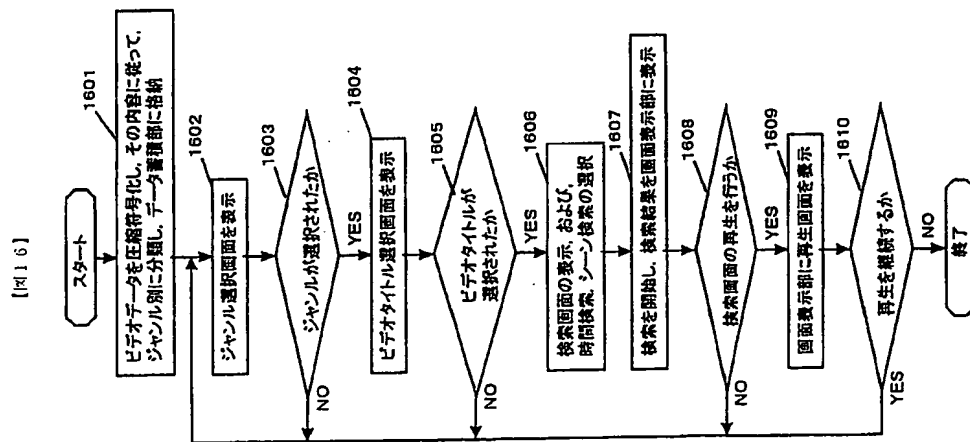 【図16】
スタート
1601
ビデオデータを圧縮符号化し、その内容に従って、
ジャンル別に分類し、データ蓄積部に格納
1602
ジャンル選択画面を表示
1603
ジャンルが選択されたか
NO
YES
1604
ビデオタイトル選択画面を表示
1605
ビデオタイトルが
選択されたか
NO
YES
1606
検索画面の表示、および、
時間検索、シーン検索の選択
1607
検索を開始し、検索結果を画面表示部に表示
1608
検索画面の再生を行うか
NO
YES
1609
画面表示部に再生画面を表示
1610
再生を継続するか
YES
NO
終了